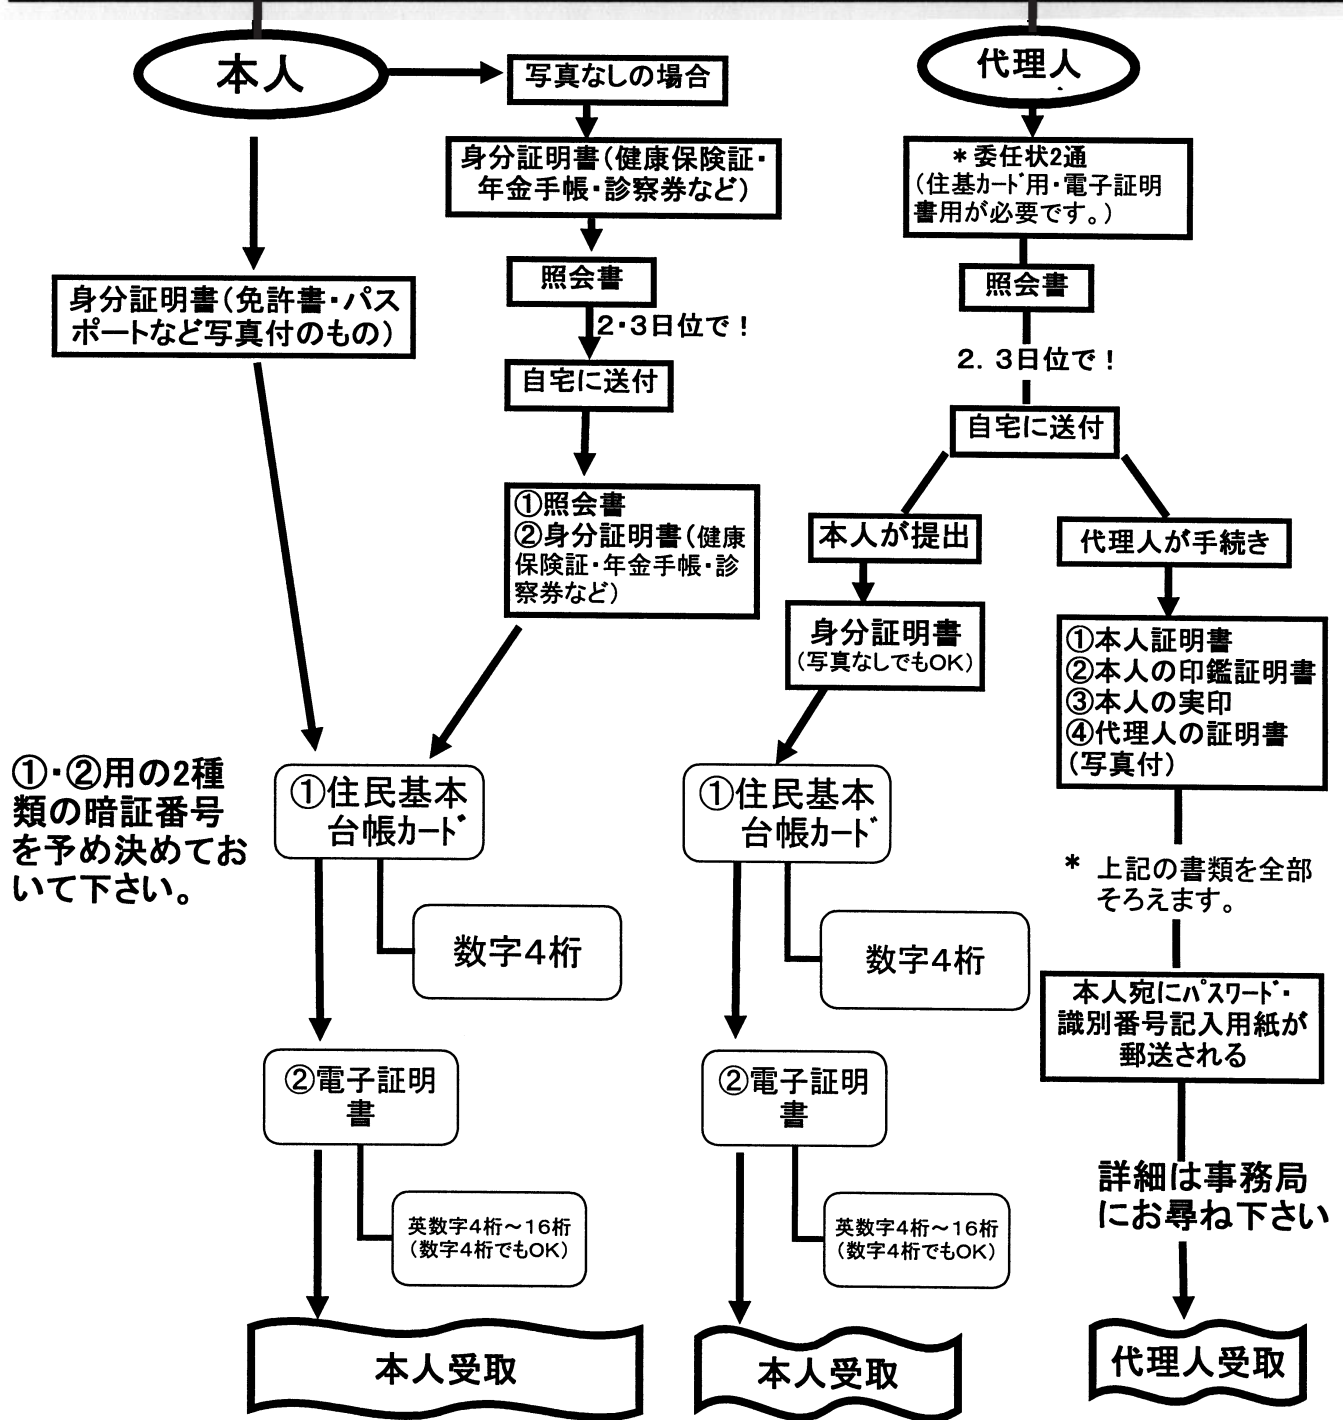 本人
写真なしの場合
身分証明書(健康保険証・
年金手帳・診察券など)
照会書
2・3日位で!
自宅に送付
①照会書
②身分証明書(健康
保険証・年金手帳・診
察券など)
身分証明書(免許書・パス
ポートなど写真付のもの)
①・②用の2種
類の暗証番号
を予め決めてお
いて下さい。
①住民基本
台帳カード
数字4桁
②電子証明
書
英数字4桁～16桁
(数字4桁でもOK)
本人受取
代理人
*委任状2通
(住基カード用・電子証明
書用が必要です。)
照会書
2.3日位で!
自宅に送付
本人が提出
身分証明書
(写真なしでもOK)
①住民基本
台帳カード
数字4桁
②電子証明
書
英数字4桁～16桁
(数字4桁でもOK)
本人受取
代理人が手続き
①本人証明書
②本人の印鑑証明書
③本人の実印
④代理人の証明書
(写真付)
* 上記の書類を全部
そろえます。
本人宛にパスワード・
識別番号記入用紙が
郵送される
詳細は事務局
にお尋ね下さい
代理人受取